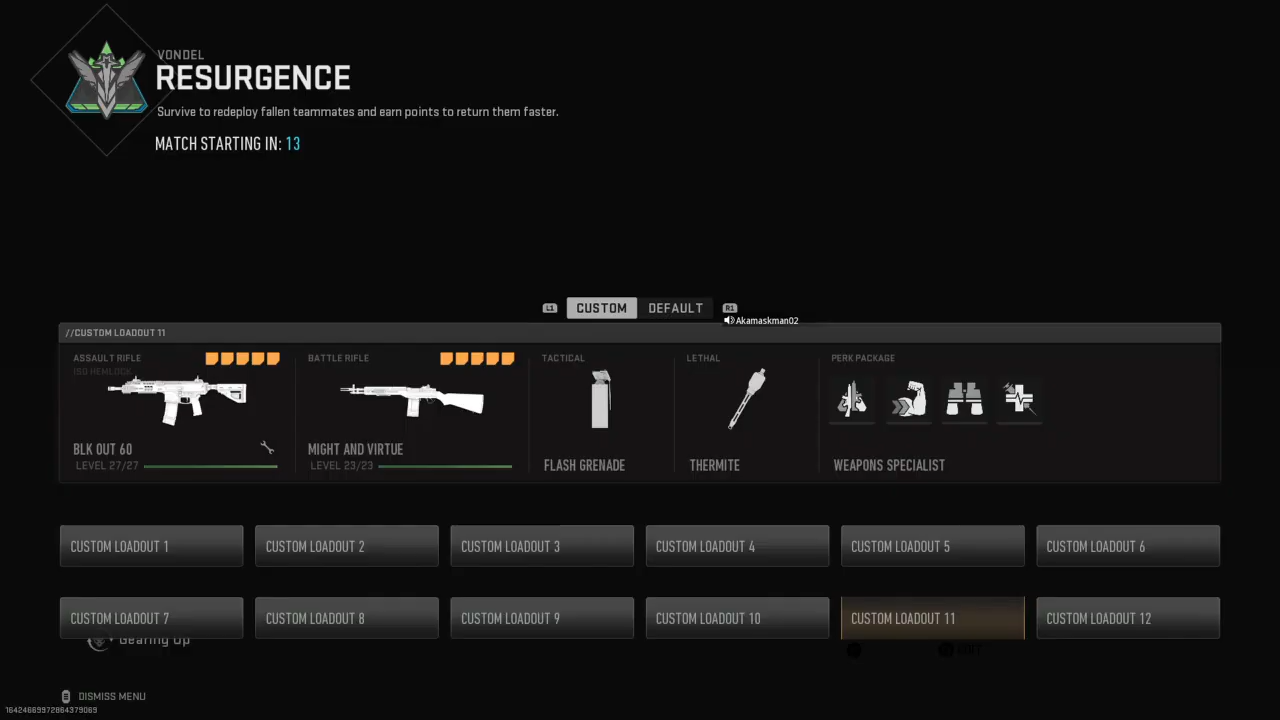 VONDEL
RESURGENCE
Survive to redeploy fallen teammates and earn points to return them faster.
MATCH STARTING IN: 13
L1 CUSTOM DEFAULT R1
Akamaskman02
//CUSTOM LOADOUT 11
ASSAULT RIFLE BATTLE RIFLE TACTICAL LETHAL PERK PACKAGE
ISO HEMLOCK
BLK OUT 60 MIGHT AND VIRTUE
LEVEL 27/27 LEVEL 23/23 FLASH GRENADE THERMITE WEAPONS SPECIALIST
CUSTOM LOADOUT 1 CUSTOM LOADOUT 2 CUSTOM LOADOUT 3 CUSTOM LOADOUT 4 CUSTOM LOADOUT 5 CUSTOM LOADOUT 6
CUSTOM LOADOUT 7 CUSTOM LOADOUT 8 CUSTOM LOADOUT 9 CUSTOM LOADOUT 10 CUSTOM LOADOUT 11 CUSTOM LOADOUT 12
Gearing Up EDIT
DISMISS MENU
16424669972864379069